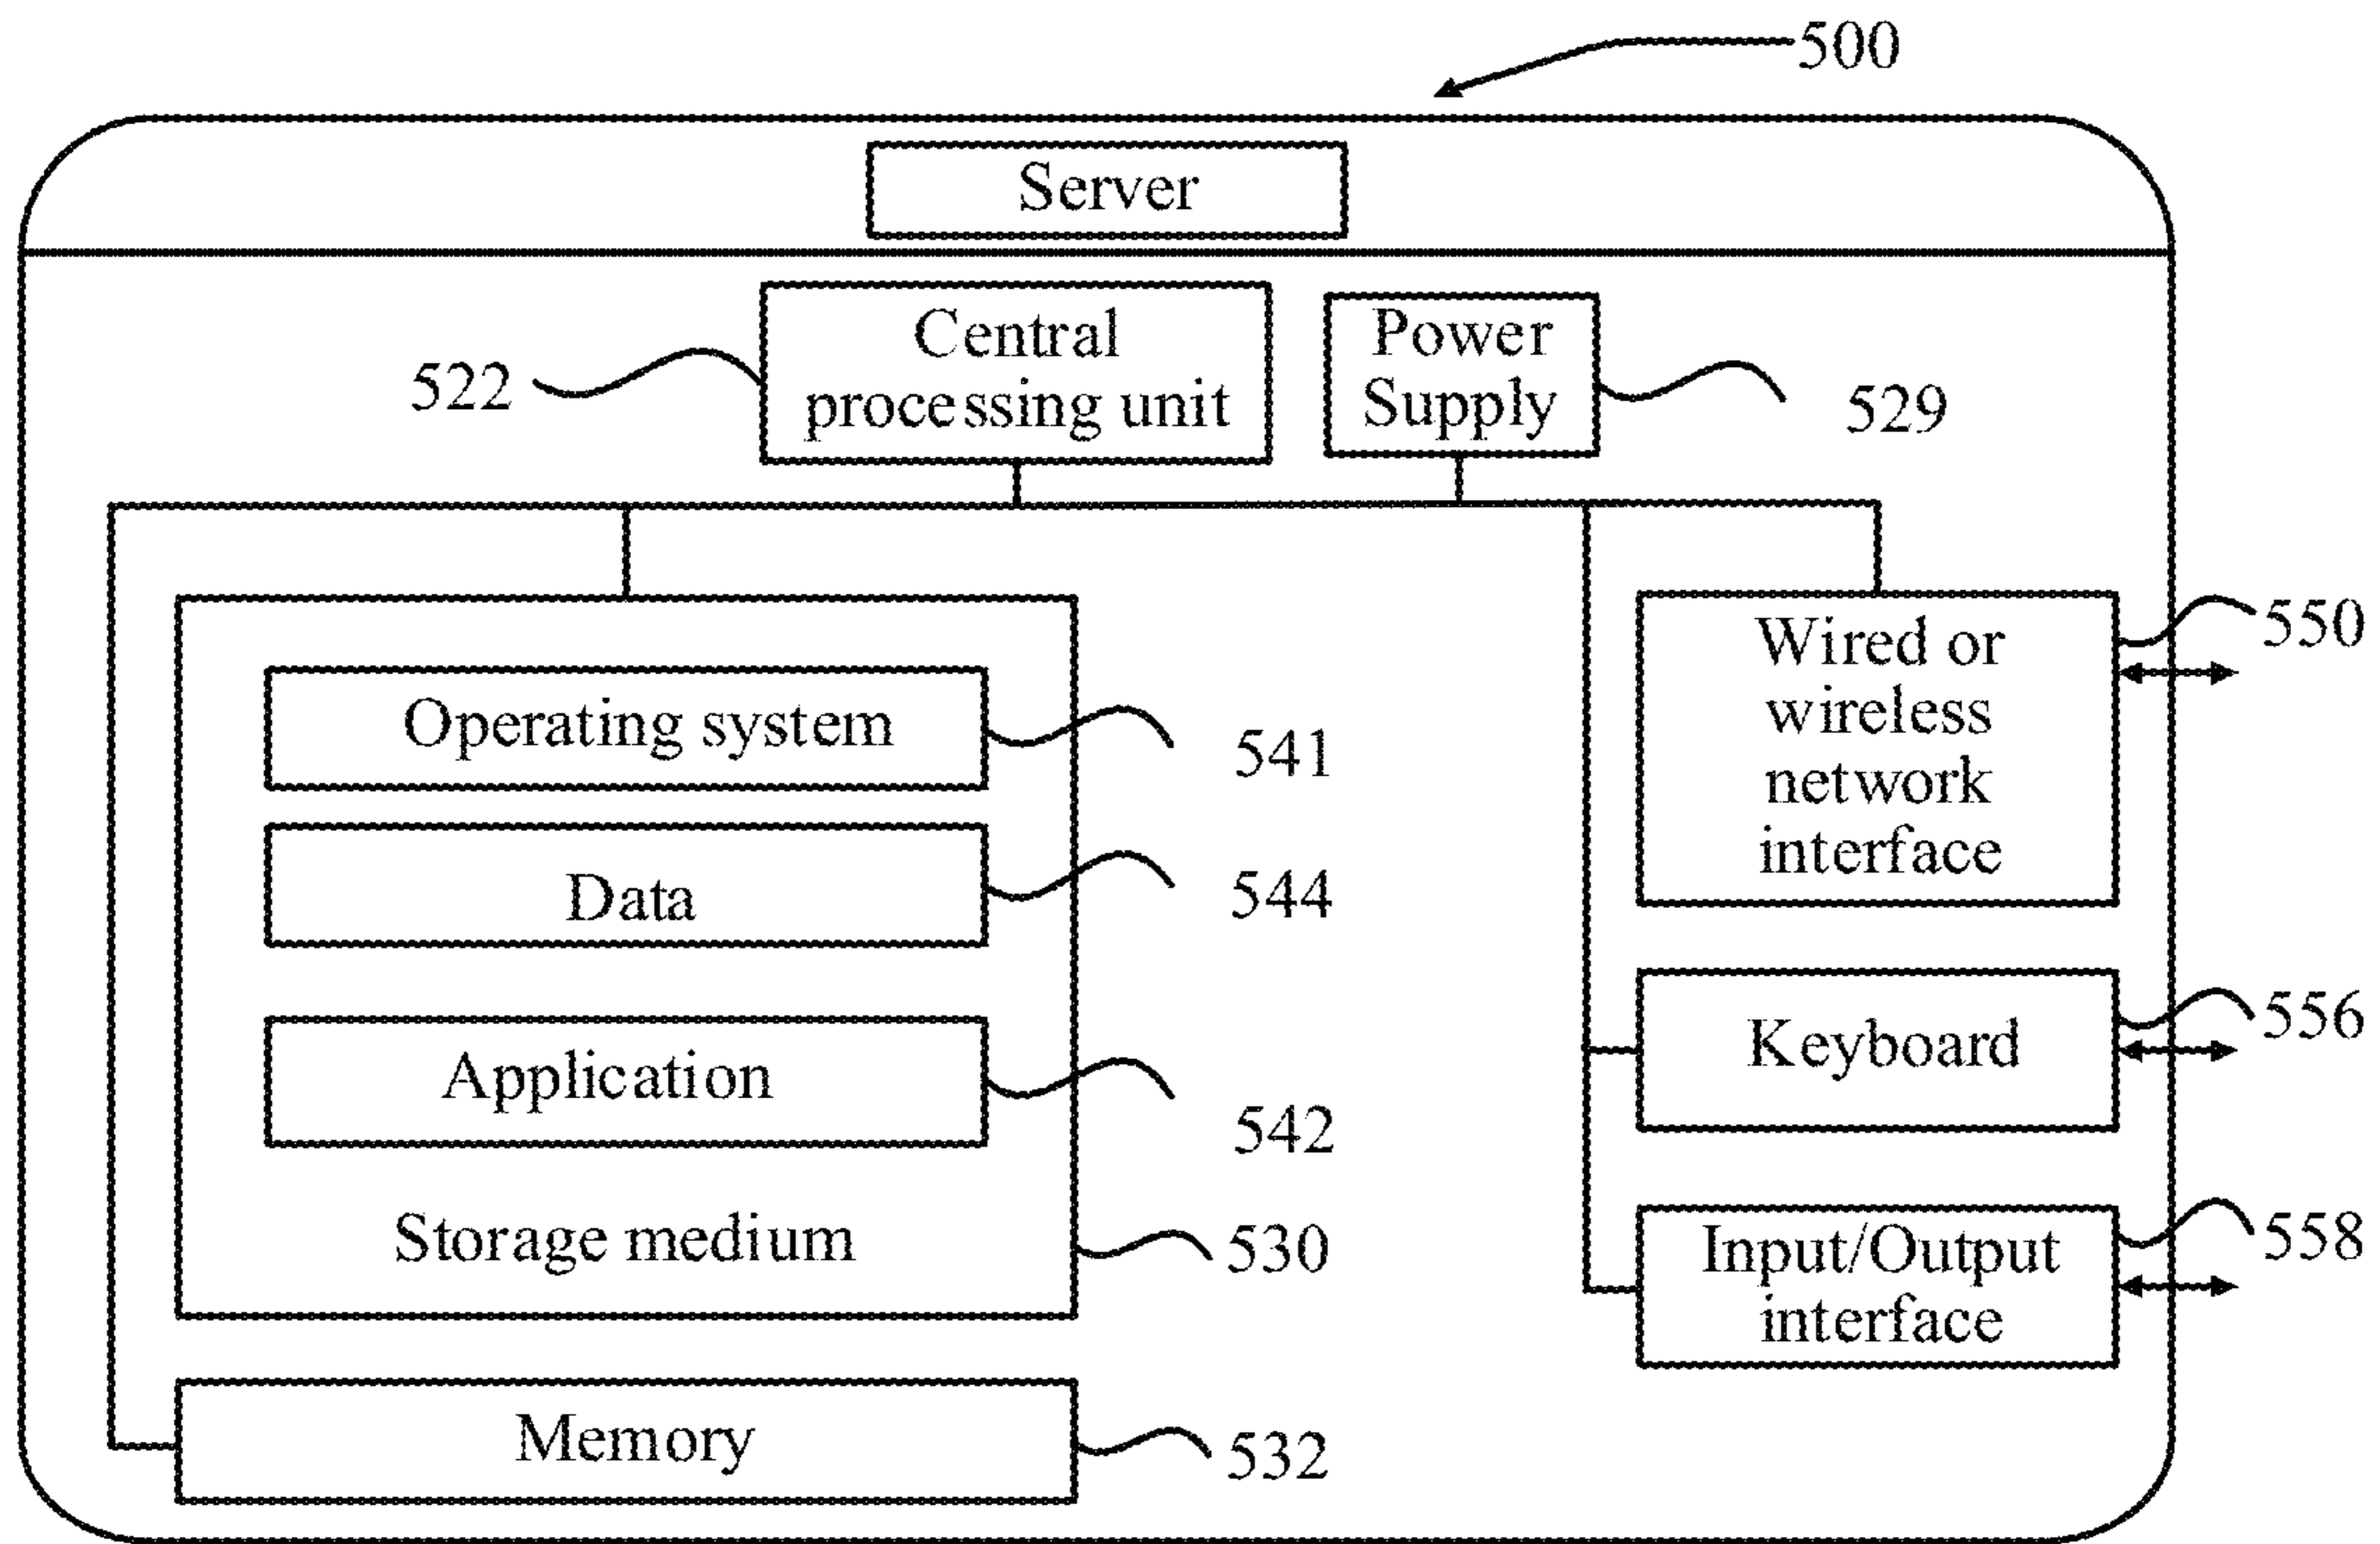 500
Server
Central
processing unit
522
Power
Supply
529
Operating system
541
Data
544
Application
542
Storage medium
530
Memory
532
Wired or
wireless
network
interface
550
Keyboard
556
Input/Output
interface
558